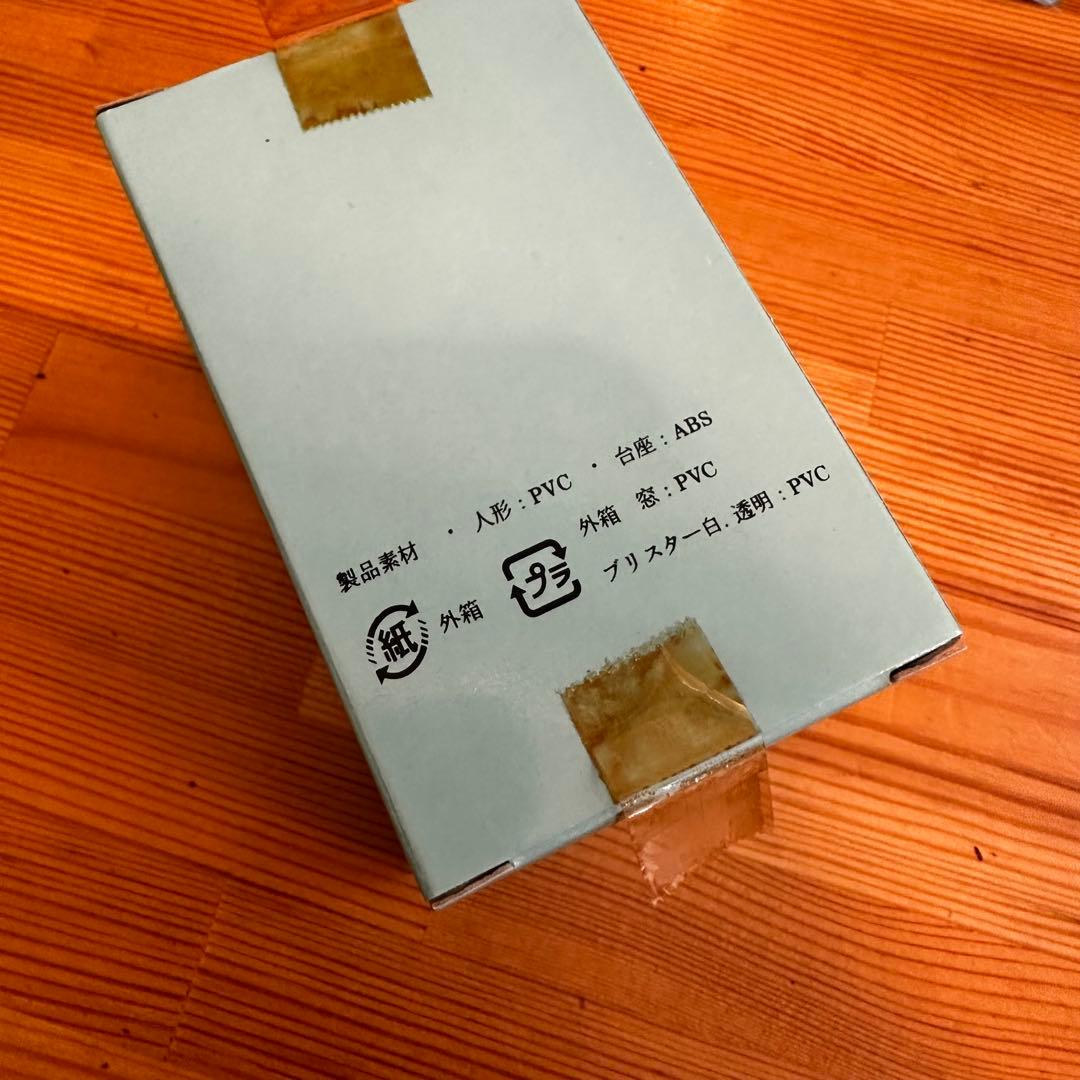 製品素材 ・ 人形：PVC ・ 台座：ABS
紙 外箱 プラ 外箱 窓：PVC
ブリスター白.透明：PVC